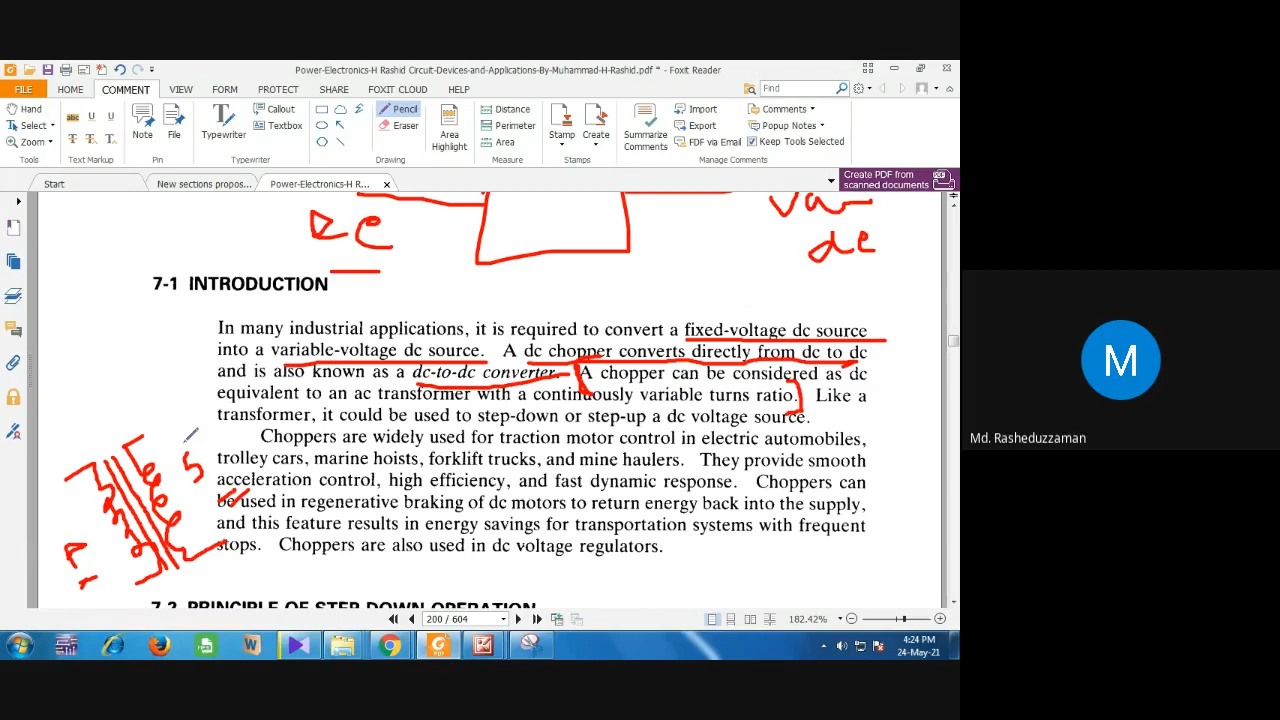 Power-Electronics-H Rashid Circuit-Devices-and-Applications-By-Muhammad-H-Rashid.pdf * - Foxit Reader
FILE HOME COMMENT VIEW FORM PROTECT SHARE FOXIT CLOUD HELP
Find
Hand
Select
Zoom
Tools
Text Markup
Note
File
Pin
Typewriter
Callout
Textbox
Typewriter
Pencil
Eraser
Area Highlight
Drawing
Distance
Perimeter
Area
Measure
Stamp
Create
Stamps
Summarize Comments
Import
Export
FDF via Email
Comments
Popup Notes
Keep Tools Selected
Manage Comments
Start
New sections propos...
Power-Electronics-H R...
Create PDF from scanned documents
Var
dc
DC
7-1 INTRODUCTION
In many industrial applications, it is required to convert a fixed-voltage dc source
into a variable-voltage dc source. A dc chopper converts directly from dc to dc
and is also known as a dc-to-dc converter. A chopper can be considered as dc
equivalent to an ac transformer with a continuously variable turns ratio. Like a
transformer, it could be used to step-down or step-up a dc voltage source.
Choppers are widely used for traction motor control in electric automobiles,
trolley cars, marine hoists, forklift trucks, and mine haulers. They provide smooth
acceleration control, high efficiency, and fast dynamic response. Choppers can
be used in regenerative braking of dc motors to return energy back into the supply,
and this feature results in energy savings for transportation systems with frequent
stops. Choppers are also used in dc voltage regulators.
S
P
7-2 PRINCIPLE OF STEP-DOWN OPERATION
200 / 604
182.42%
4:24 PM
24-May-21
M
Md. Rasheduzzaman